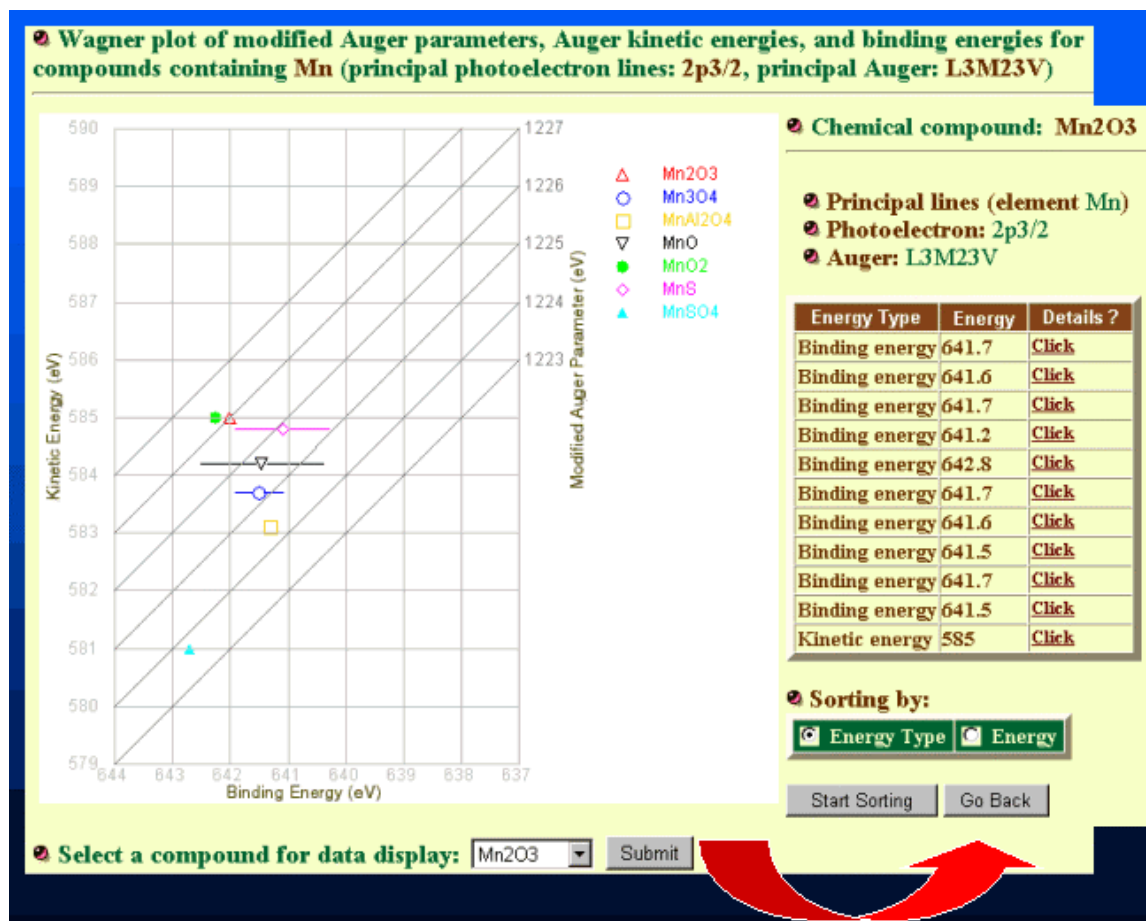 Wagner plot of modified Auger parameters, Auger kinetic energies, and binding energies for
compounds containing Mn (principal photoelectron lines: 2p3/2, principal Auger: L3M23V)
590
589
588
587
586
585
584
583
582
581
580
579
Kinetic Energy (eV)
644 643 642 641 640 639 638 637
Binding Energy (eV)
1227
1226
1225
1224
1223
Modified Auger Parameter (eV)
Mn2O3
Mn3O4
MnAl2O4
MnO
MnO2
MnS
MnSO4
Chemical compound: Mn2O3
Principal lines (element Mn)
Photoelectron: 2p3/2
Auger: L3M23V
Energy Type Energy Details ?
Binding energy 641.7 Click
Binding energy 641.6 Click
Binding energy 641.7 Click
Binding energy 641.2 Click
Binding energy 642.8 Click
Binding energy 641.7 Click
Binding energy 641.6 Click
Binding energy 641.5 Click
Binding energy 641.7 Click
Binding energy 641.5 Click
Kinetic energy 585 Click
Sorting by:
Energy Type Energy
Start Sorting Go Back
Select a compound for data display: Mn2O3 Submit